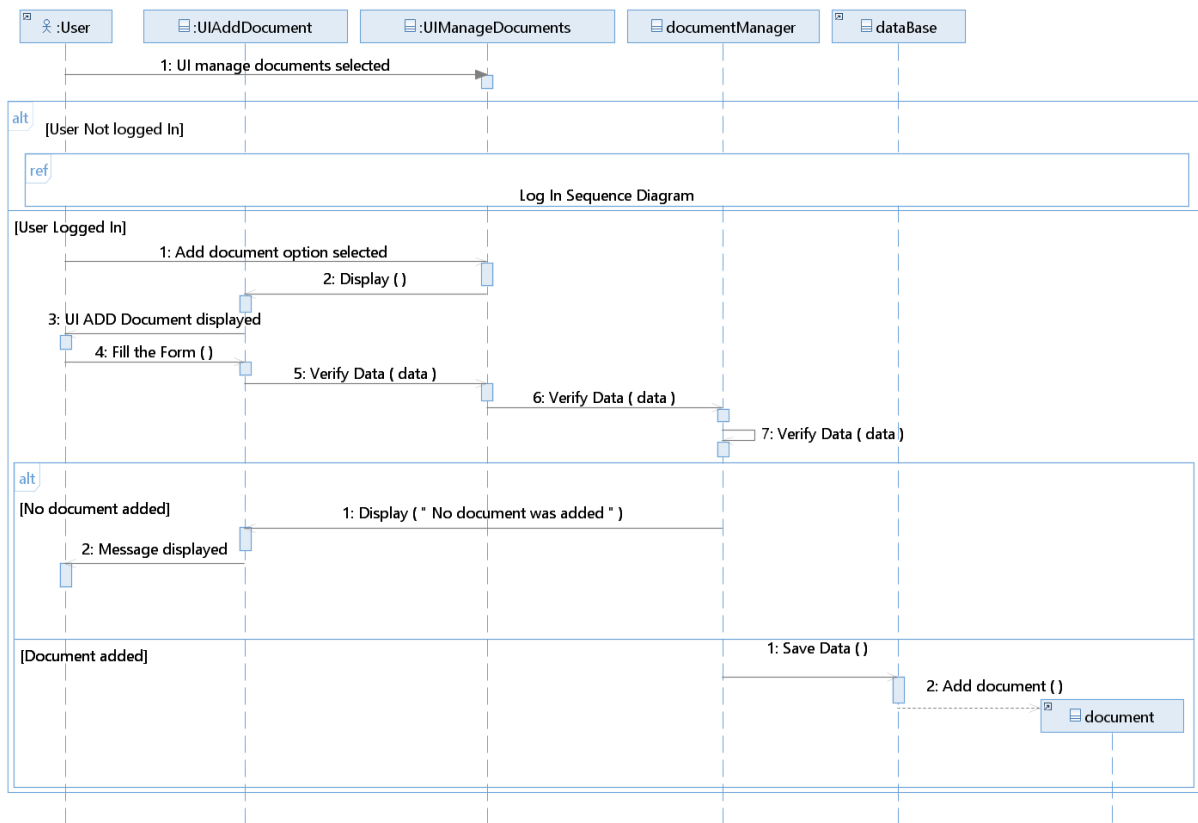 :User
:UIAddDocument
:UIManageDocuments
documentManager
dataBase
1: UI manage documents selected
alt
[User Not logged In]
ref
Log In Sequence Diagram
[User Logged In]
1: Add document option selected
2: Display ( )
3: UI ADD Document displayed
4: Fill the Form ( )
5: Verify Data ( data )
6: Verify Data ( data )
7: Verify Data ( data )
alt
[No document added]
1: Display ( " No document was added " )
2: Message displayed
[Document added]
1: Save Data ( )
2: Add document ( )
document